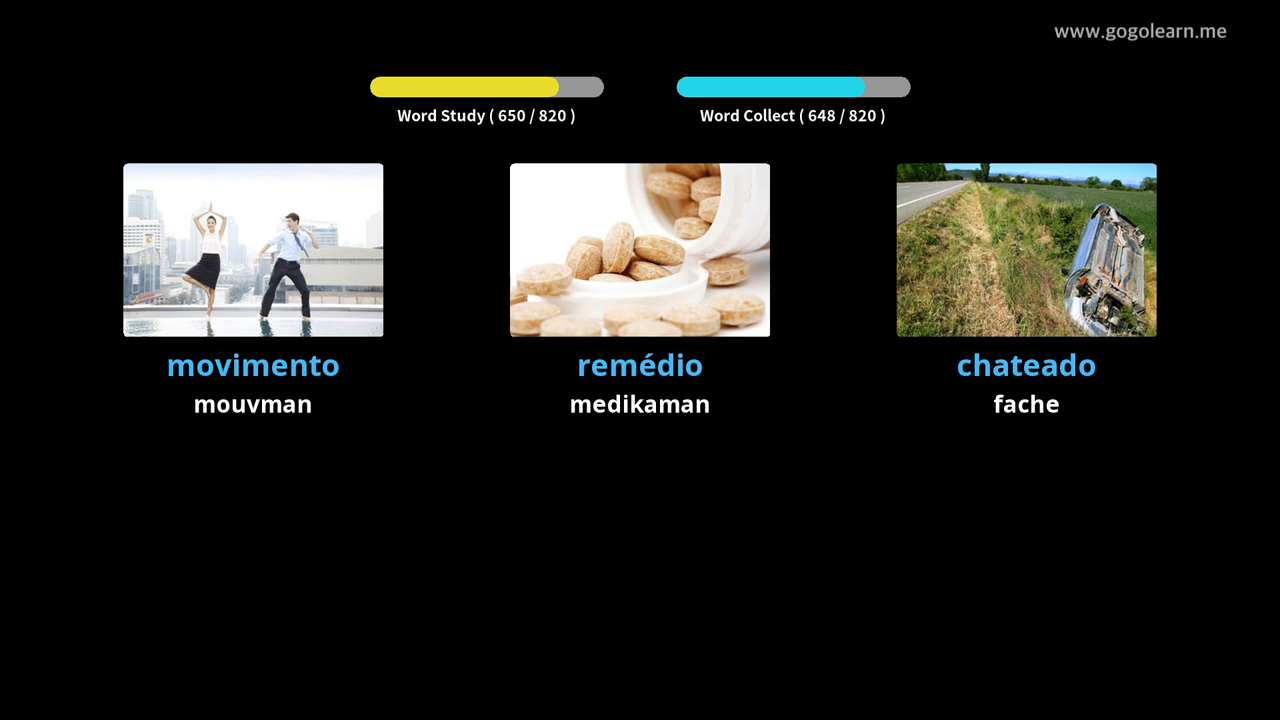 www.gogolearn.me
Word Study ( 650 / 820 )
Word Collect ( 648 / 820 )
movimento
mouvman
remédio
medikaman
chateado
fache